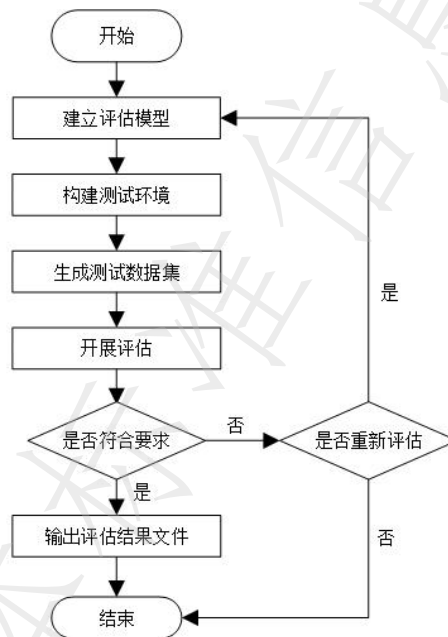 开始
建立评估模型
构建测试环境
生成测试数据集
开展评估
是否符合要求
否
是否重新评估
是
是
输出评估结果文件
否
结束